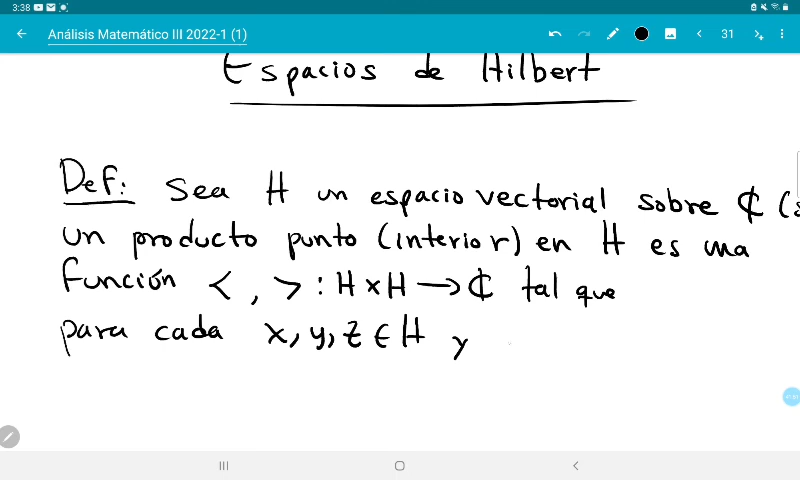 3:38
Análisis Matemático III 2022-1 (1)
31
Espacios de Hilbert
Def: Sea H un espacio vectorial sobre ₵ (
un producto punto (interior) en H es una
función < , > : H x H → ₵ tal que
para cada x, y, z ∈ H y